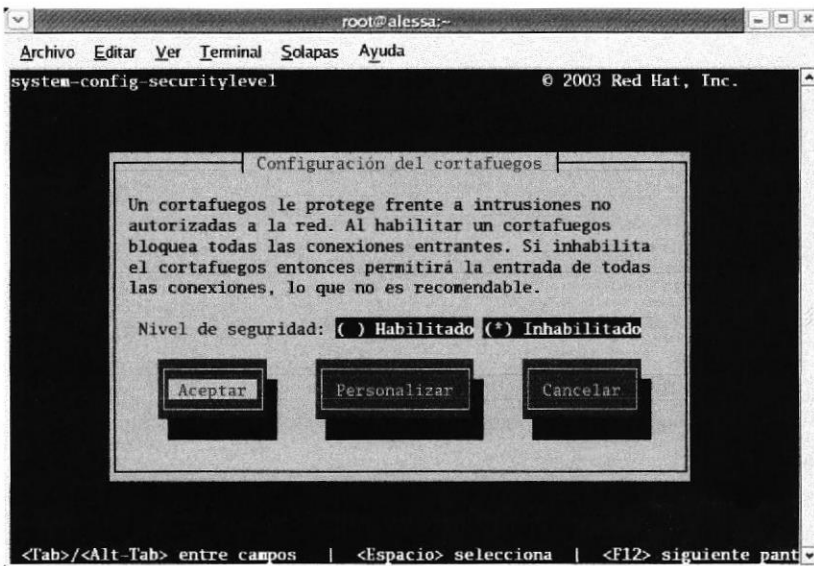 root@alessa:~
Archivo Editar Ver Terminal Solapas Ayuda
system-config-securitylevel © 2003 Red Hat, Inc.
Configuración del cortafuegos
Un cortafuegos le protege frente a intrusiones no
autorizadas a la red. Al habilitar un cortafuegos
bloquea todas las conexiones entrantes. Si inhabilita
el cortafuegos entonces permitirá la entrada de todas
las conexiones, lo que no es recomendable.
Nivel de seguridad: ( ) Habilitado (*) Inhabilitado
Aceptar Personalizar Cancelar
<Tab>/<Alt-Tab> entre campos | <Espacio> selecciona | <F12> siguiente pant